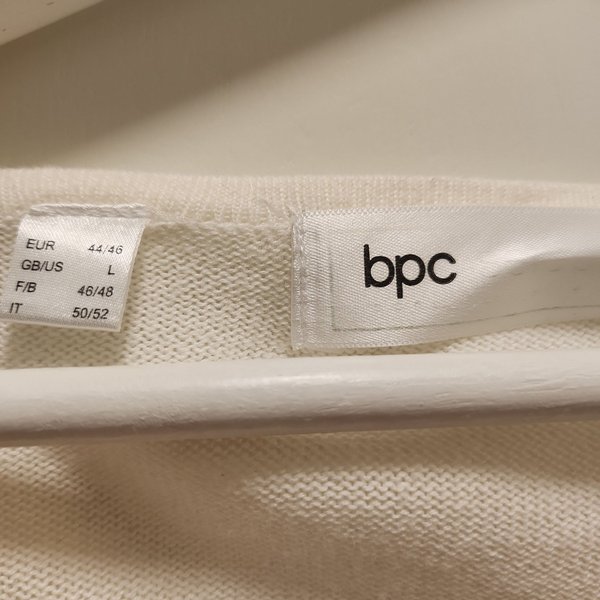 EUR 44/46
GB/US L
F/B 46/48
IT 50/52
bpc